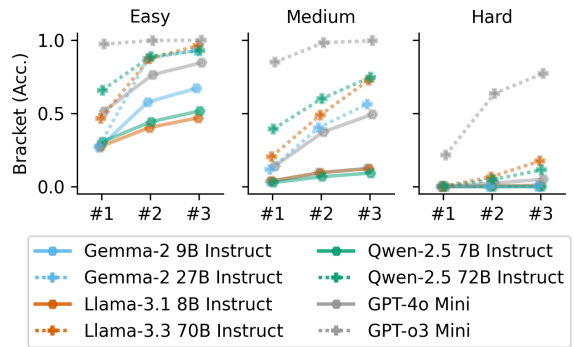 Easy Medium Hard
Bracket (Acc.)
1.0
0.5
0.0
#1 #2 #3 #1 #2 #3 #1 #2 #3
Gemma-2 9B Instruct Qwen-2.5 7B Instruct
Gemma-2 27B Instruct Qwen-2.5 72B Instruct
Llama-3.1 8B Instruct GPT-4o Mini
Llama-3.3 70B Instruct GPT-o3 Mini